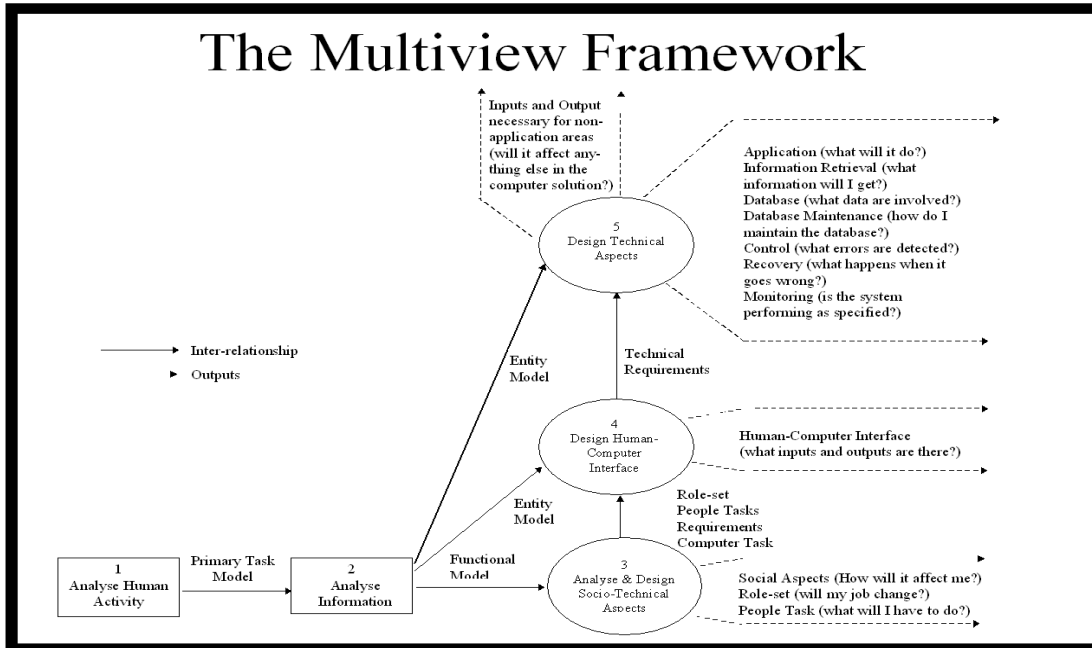 The Multiview Framework
Inputs and Output
necessary for non-
application areas
(will it affect any-
thing else in the
computer solution?)
Application (what will it do?)
Information Retrieval (what
information will I get?)
Database (what data are involved?)
Database Maintenance (how do I
maintain the database?)
Control (what errors are detected?)
Recovery (what happens when it
goes wrong?)
Monitoring (is the system
performing as specified?)
5
Design Technical
Aspects
Inter-relationship
Outputs
Entity
Model
Technical
Requirements
4
Design Human-
Computer
Interface
Human-Computer Interface
(what inputs and outputs are there?)
Entity
Model
Role-set
People Tasks
Requirements
Computer Task
1
Analyse Human
Activity
Primary Task
Model
2
Analyse
Information
Functional
Model
3
Analyse & Design
Socio-Technical
Aspects
Social Aspects (How will it affect me?)
Role-set (will my job change?)
People Task (what will I have to do?)